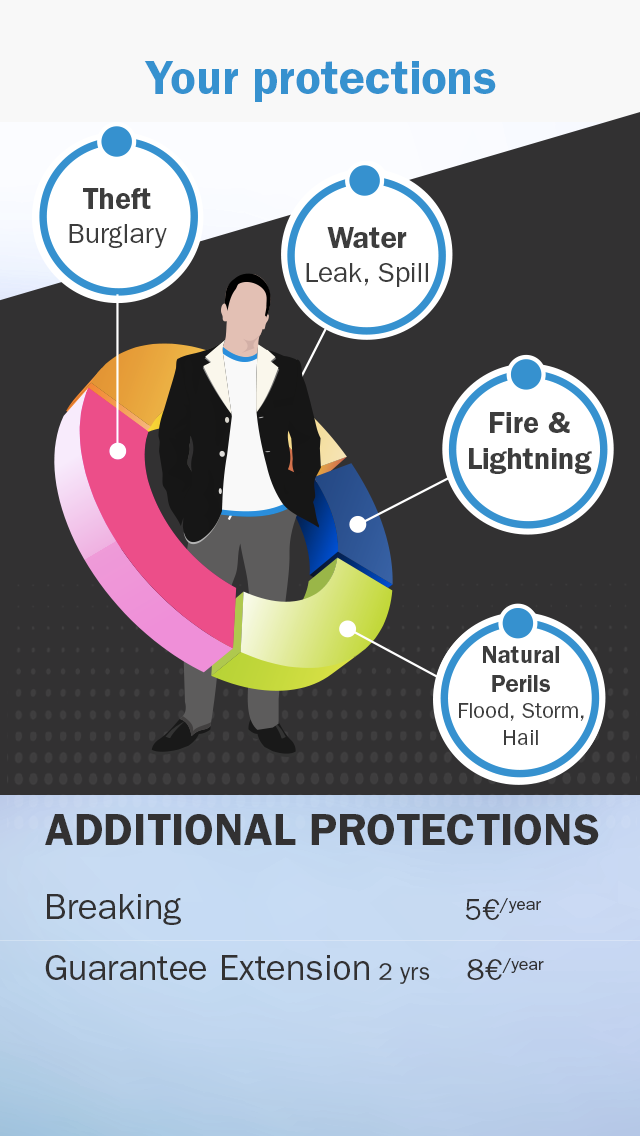 Your protections
Theft
Burglary
Water
Leak, Spill
Fire &
Lightning
Natural
Perils
Flood, Storm,
Hail
ADDITIONAL PROTECTIONS
Breaking 5€/year
Guarantee Extension 2 yrs 8€/year